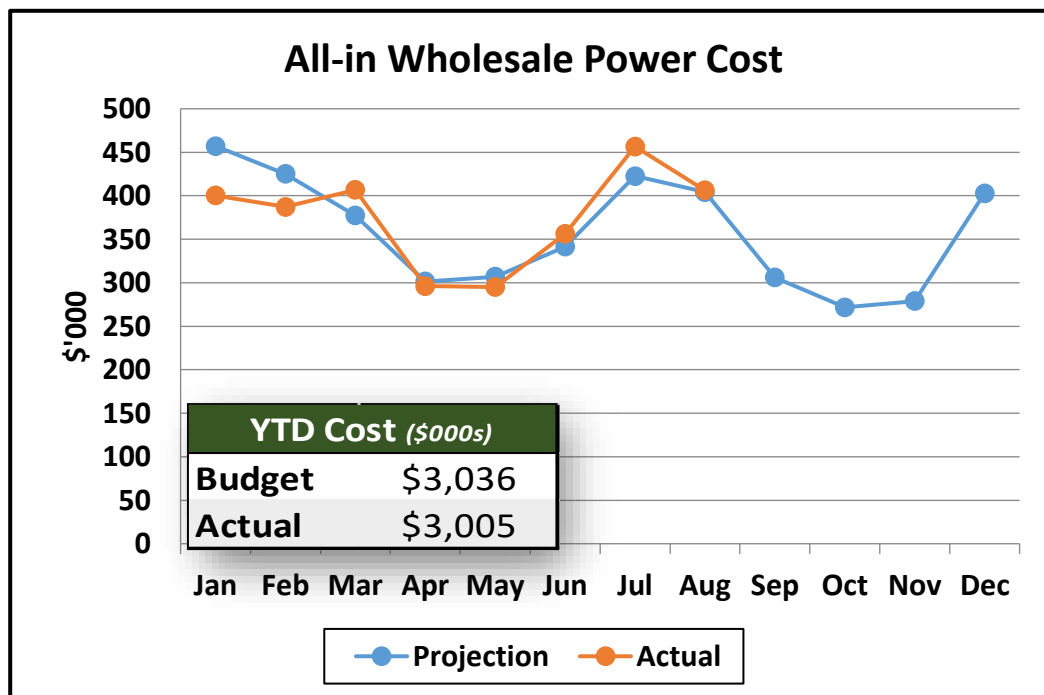 All-in Wholesale Power Cost
500
450
400
350
300
250
200
150
100
50
0
$'000
YTD Cost ($000s)
Budget $3,036
Actual $3,005
Jan Feb Mar Apr May Jun Jul Aug Sep Oct Nov Dec
Projection Actual